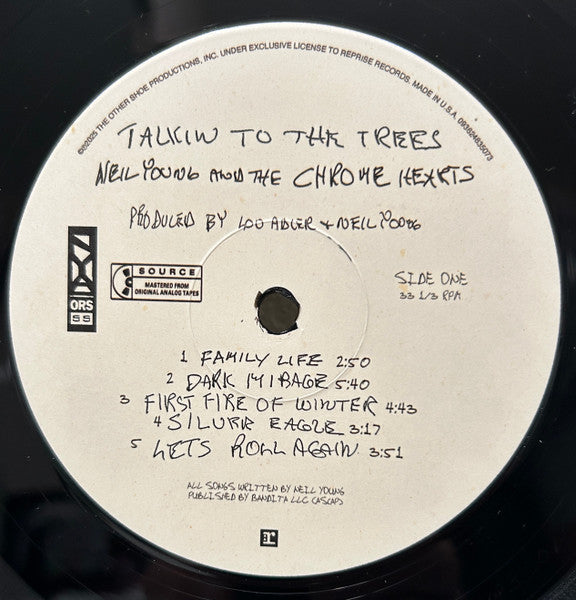 ℗©2025 THE OTHER SHOE PRODUCTIONS, INC. UNDER EXCLUSIVE LICENSE TO REPRISE RECORDS. MADE IN U.S.A. 093624835073
TALKIN TO THE TREES
NEIL YOUNG AND THE CHROME HEARTS
PRODUCED BY LOU ADLER + NEIL YOUNG
ORS
55
SOURCE
MASTERED FROM
ORIGINAL ANALOG TAPES
SIDE ONE
33 1/3 RPM
1 FAMILY LIFE 2:50
2 DARK MIRAGE 5:40
3 FIRST FIRE OF WINTER 4:43
4 SILVER EAGLE 3:17
5 LETS ROLL AGAIN 3:51
ALL SONGS WRITTEN BY NEIL YOUNG
PUBLISHED BY BANDITA LLC (ASCAP)
r